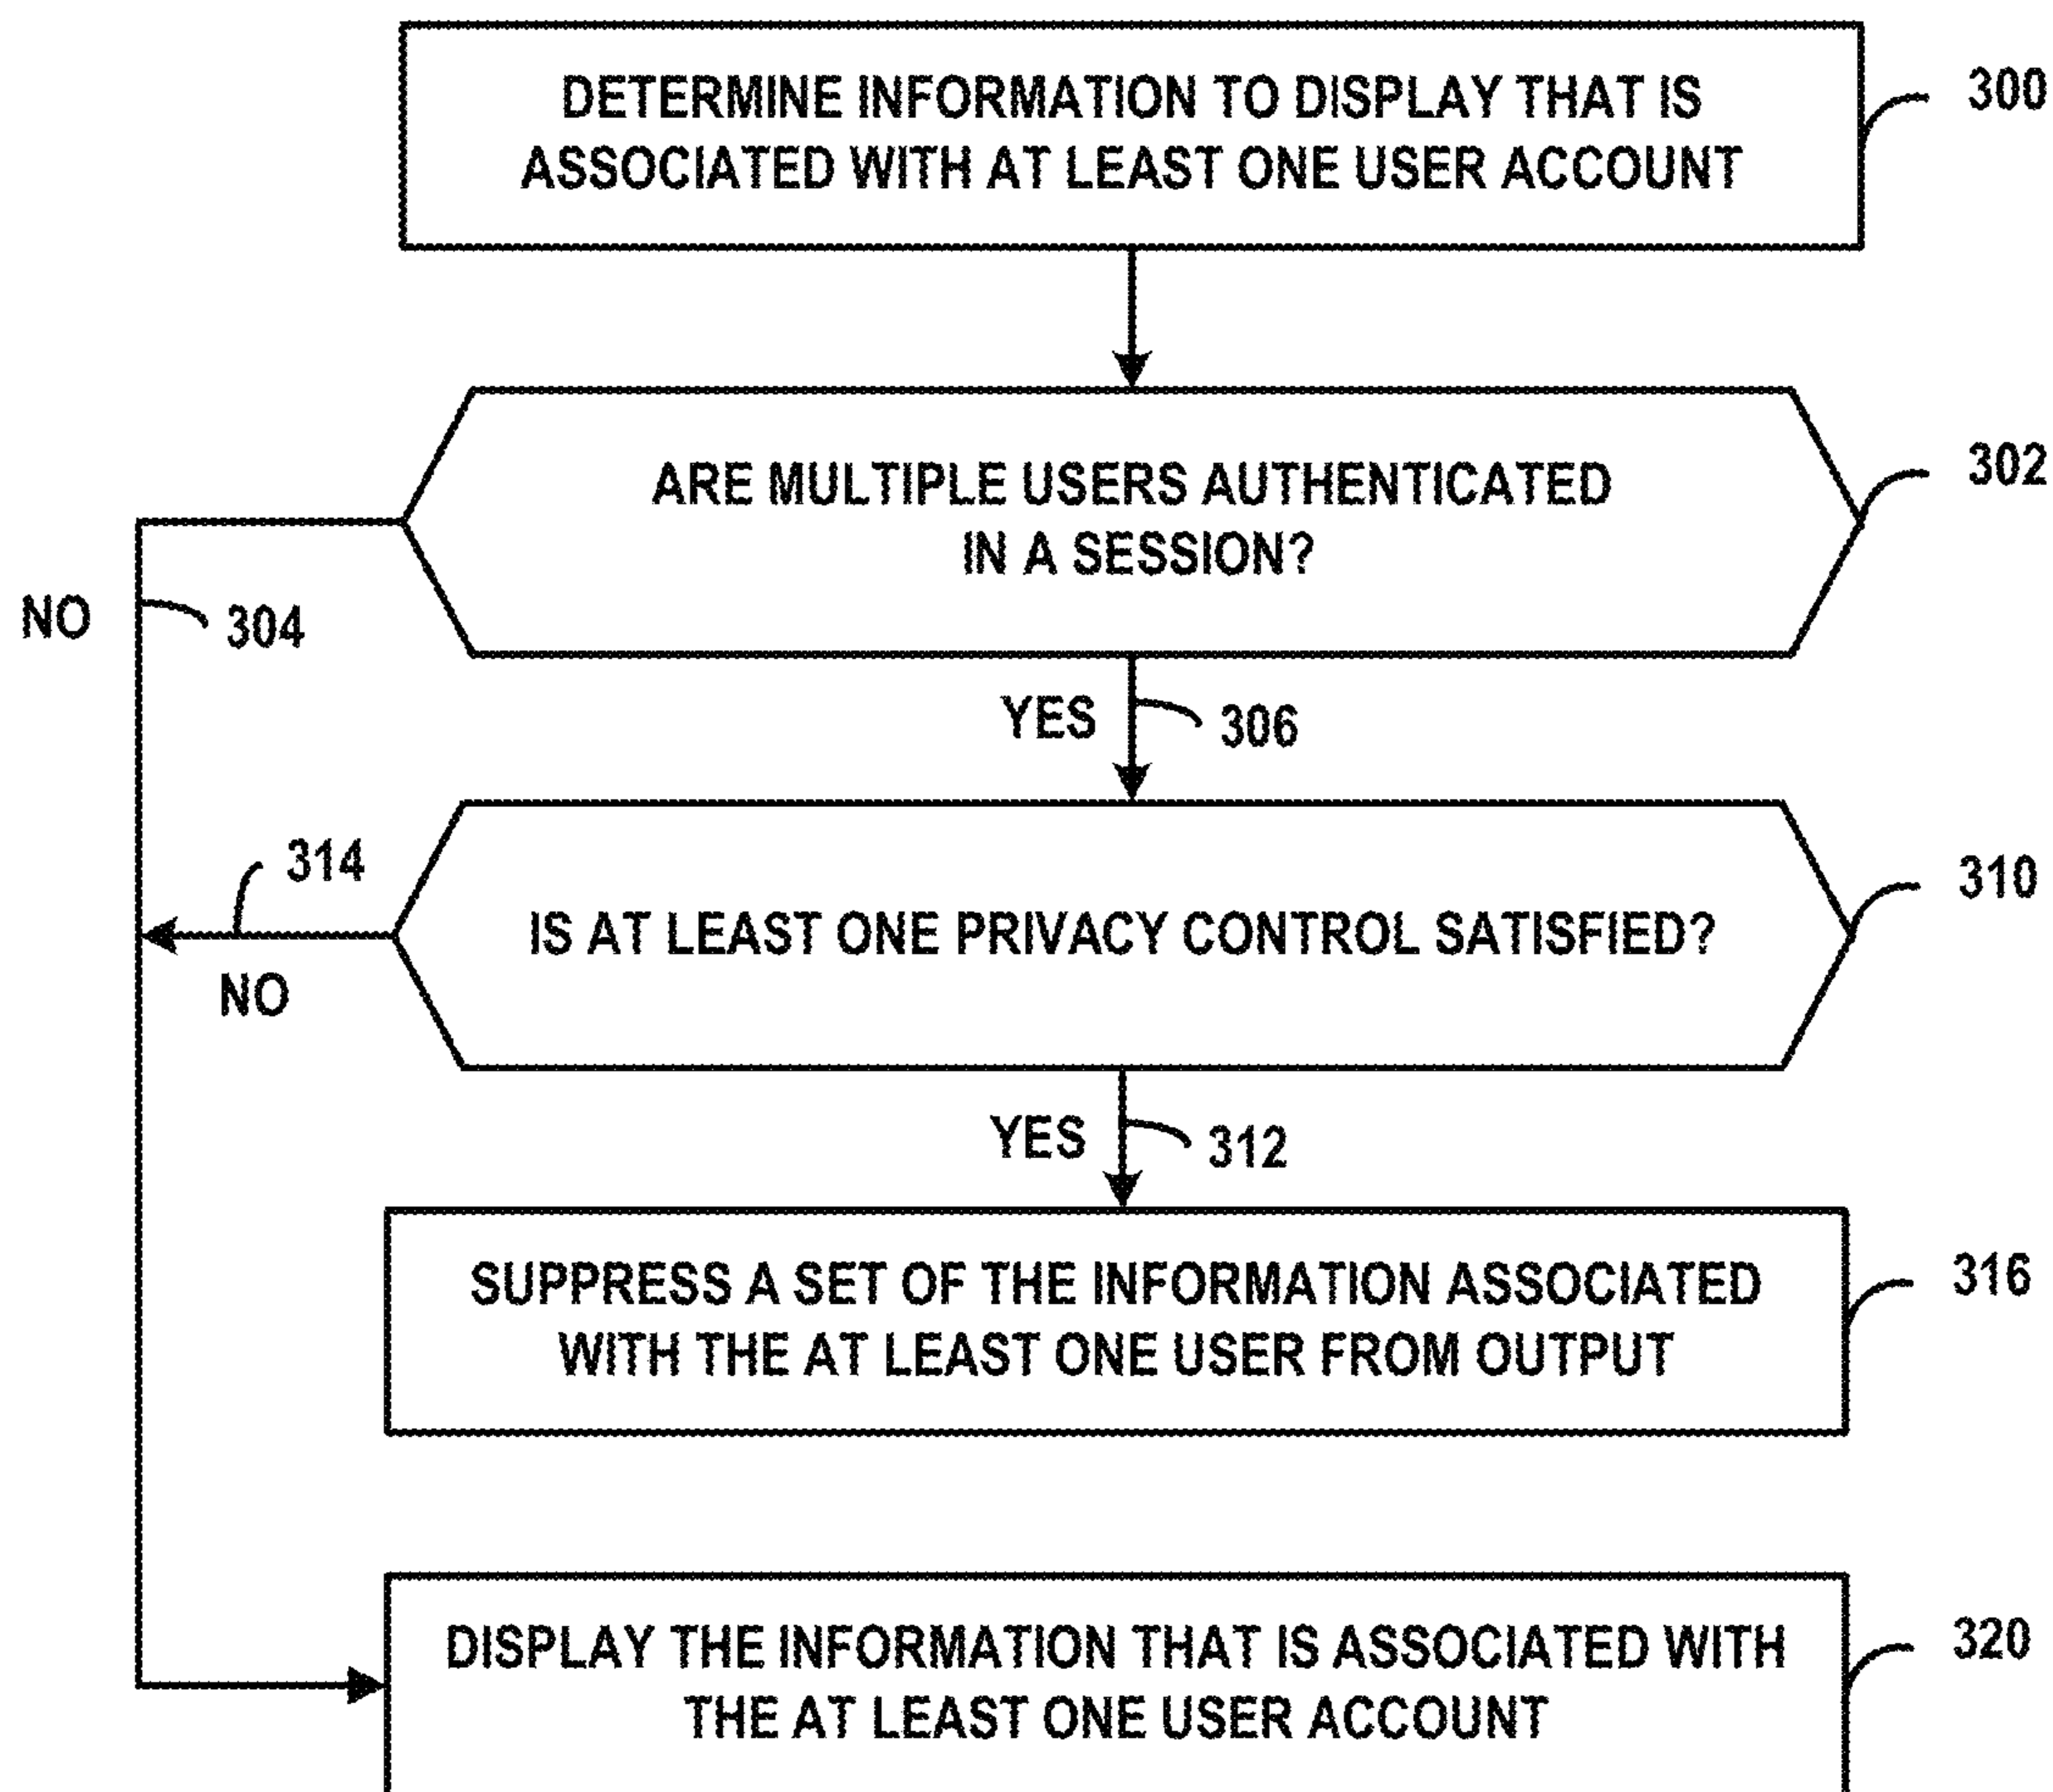 DETERMINE INFORMATION TO DISPLAY THAT IS
ASSOCIATED WITH AT LEAST ONE USER ACCOUNT
300
ARE MULTIPLE USERS AUTHENTICATED
IN A SESSION?
302
NO
304
YES
306
314
IS AT LEAST ONE PRIVACY CONTROL SATISFIED?
310
NO
YES
312
SUPPRESS A SET OF THE INFORMATION ASSOCIATED
WITH THE AT LEAST ONE USER FROM OUTPUT
316
DISPLAY THE INFORMATION THAT IS ASSOCIATED WITH
THE AT LEAST ONE USER ACCOUNT
320